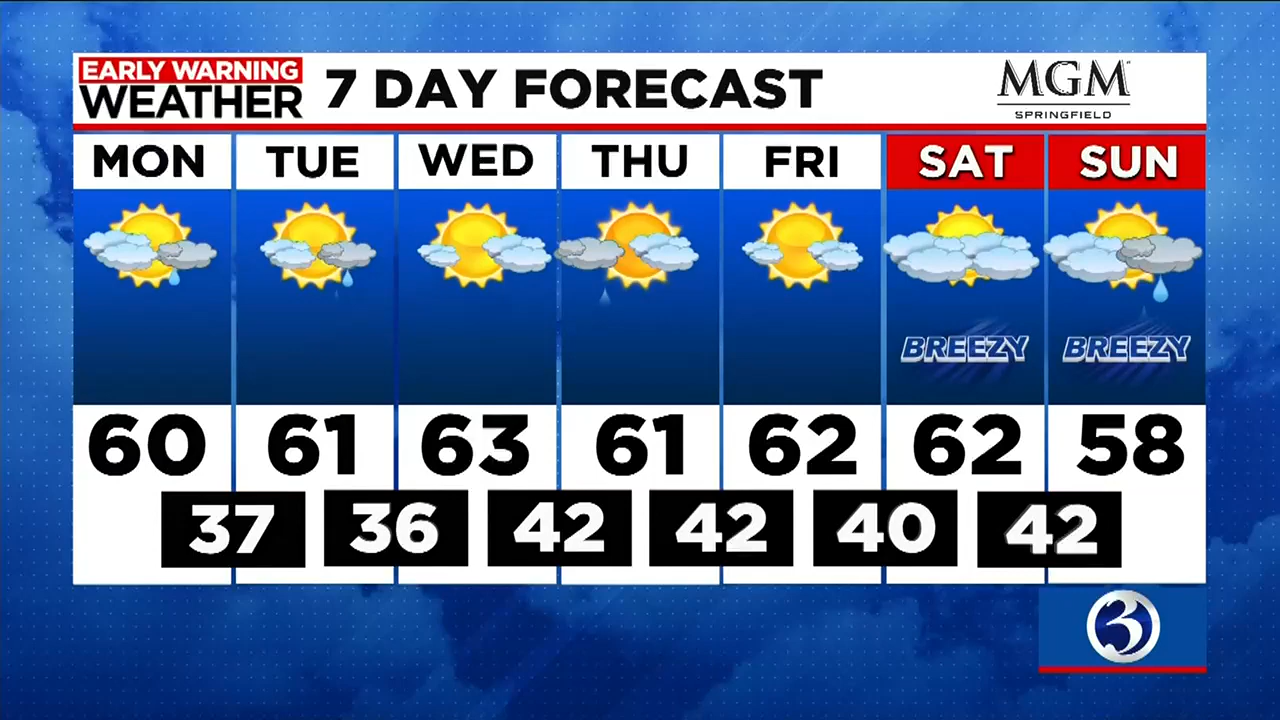 EARLY WARNING
WEATHER
7 DAY FORECAST
MGM
SPRINGFIELD
MON TUE WED THU FRI SAT SUN
BREEZY BREEZY
60 61 63 61 62 62 58
37 36 42 42 40 42
3